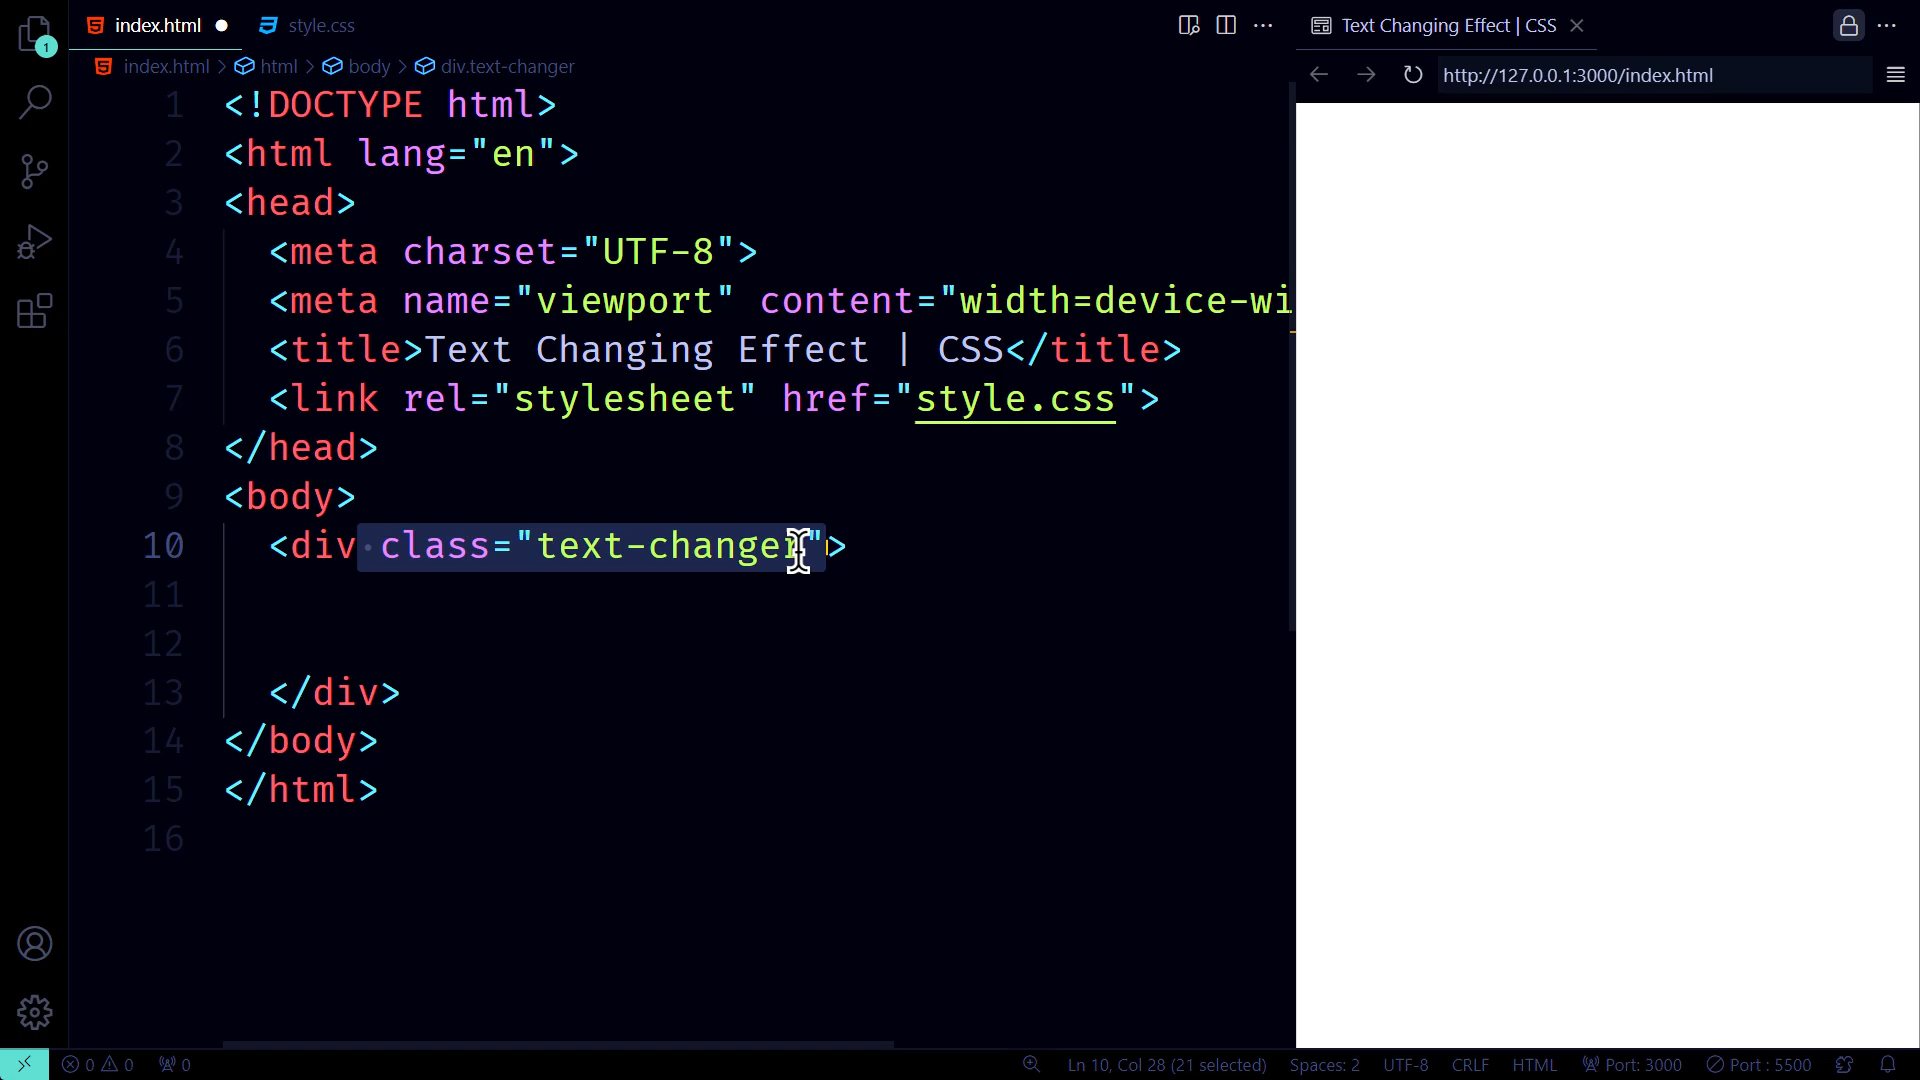 index.html
style.css
Text Changing Effect | CSS
1
index.html > html > body > div.text-changer
http://127.0.0.1:3000/index.html
1 <!DOCTYPE html>
2 <html lang="en">
3 <head>
4 <meta charset="UTF-8">
5 <meta name="viewport" content="width=device-wi
6 <title>Text Changing Effect | CSS</title>
7 <link rel="stylesheet" href="style.css">
8 </head>
9 <body>
10 <div class="text-changer">
11
12
13 </div>
14 </body>
15 </html>
16
0 0 0 Ln 10, Col 28 (21 selected) Spaces: 2 UTF-8 CRLF HTML Port: 3000 Port : 5500